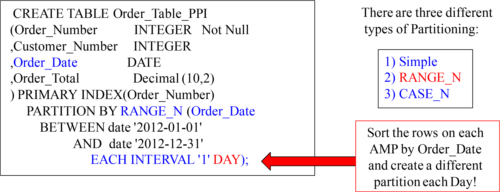 CREATE TABLE Order_Table_PPI
(Order_Number INTEGER Not Null
,Customer_Number INTEGER
,Order_Date DATE
,Order_Total Decimal (10,2)
) PRIMARY INDEX(Order_Number)
PARTITION BY RANGE_N (Order_Date
BETWEEN date '2012-01-01'
AND date '2012-12-31'
EACH INTERVAL '1' DAY);
There are three different
types of Partitioning:
1) Simple
2) RANGE_N
3) CASE_N
Sort the rows on each
AMP by Order_Date
and create a different
partition each Day!